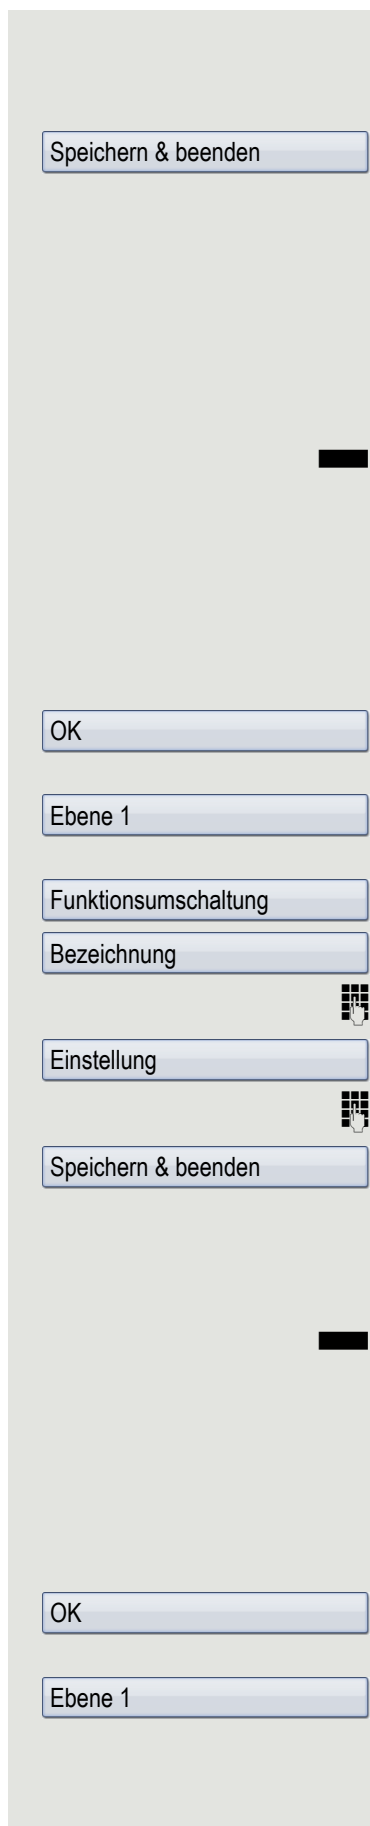 Speichern & beenden
OK
Ebene 1
Funktionsumschaltung
Bezeichnung
Einstellung
Speichern & beenden
OK
Ebene 1